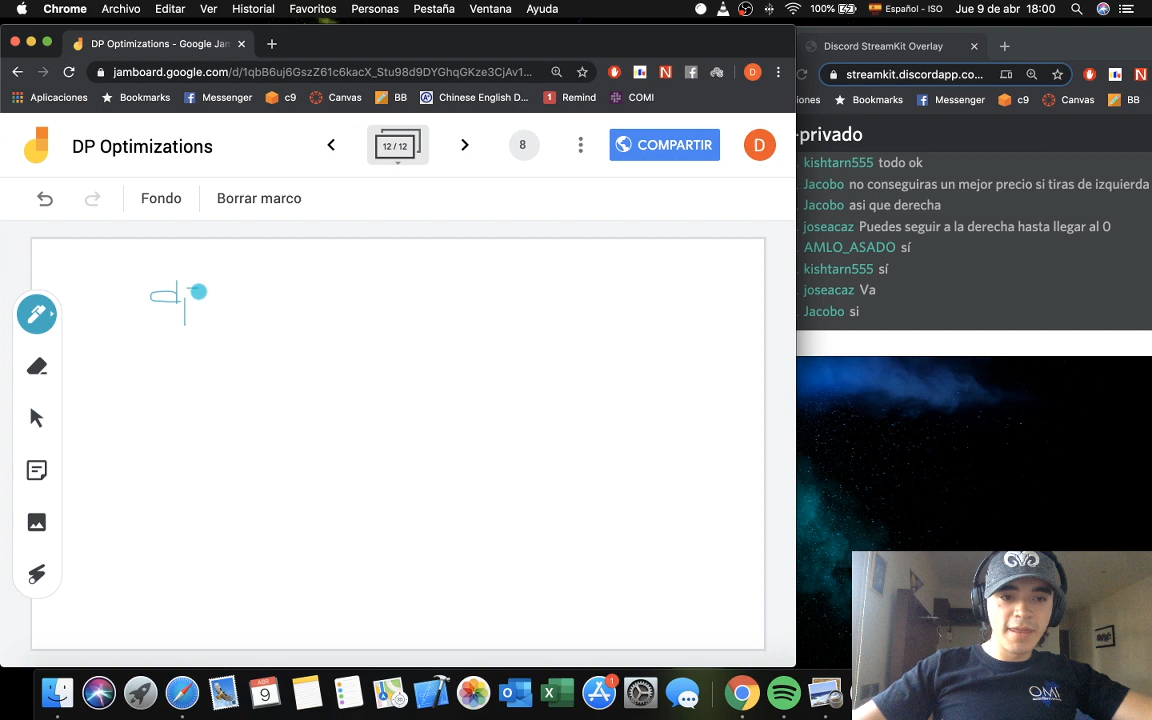 Chrome Archivo Editar Ver Historial Favoritos Personas Pestaña Ventana Ayuda 100% Español - ISO Jue 9 de abr 18:00
DP Optimizations - Google Jan
jamboard.google.com/d/1qbB6uj6GszZ61c6kacX_Stu98d9DYGhqGKze3CjAv1...
D
Aplicaciones Bookmarks Messenger c9 Canvas BB Chinese English D... Remind COMI
DP Optimizations
12 / 12
8
COMPARTIR
D
Fondo
Borrar marco
dp
Discord StreamKit Overlay
streamkit.discordapp.co...
iones Bookmarks Messenger c9 Canvas BB
-privado
kishtarn555 todo ok
Jacobo no conseguiras un mejor precio si tiras de izquierda
Jacobo asi que derecha
joseacaz Puedes seguir a la derecha hasta llegar al 0
AMLO_ASADO sí
kishtarn555 sí
joseacaz Va
Jacobo si
ABR
9
1
OMI